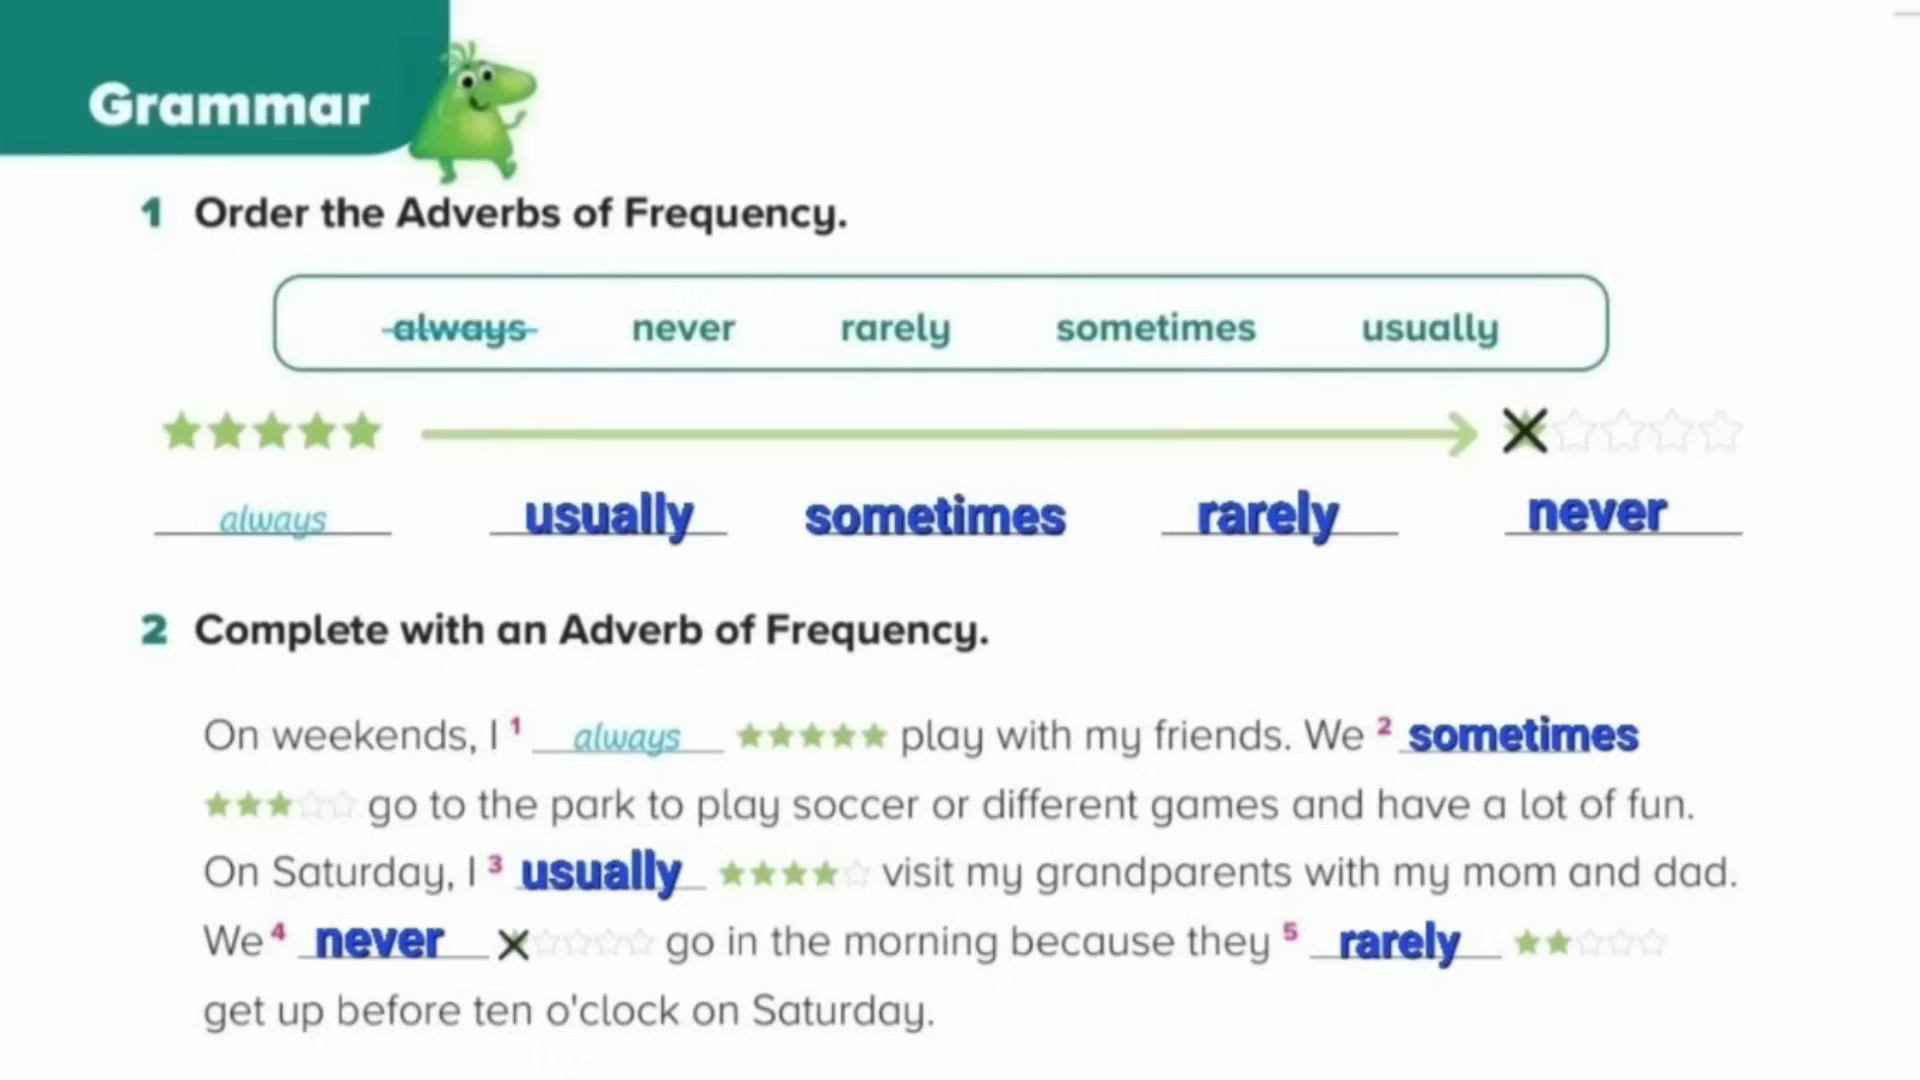 Grammar
1 Order the Adverbs of Frequency.
always never rarely sometimes usually
always usually sometimes rarely never
2 Complete with an Adverb of Frequency.
On weekends, I 1 always play with my friends. We 2 sometimes
go to the park to play soccer or different games and have a lot of fun.
On Saturday, I 3 usually visit my grandparents with my mom and dad.
We 4 never go in the morning because they 5 rarely
get up before ten o'clock on Saturday.